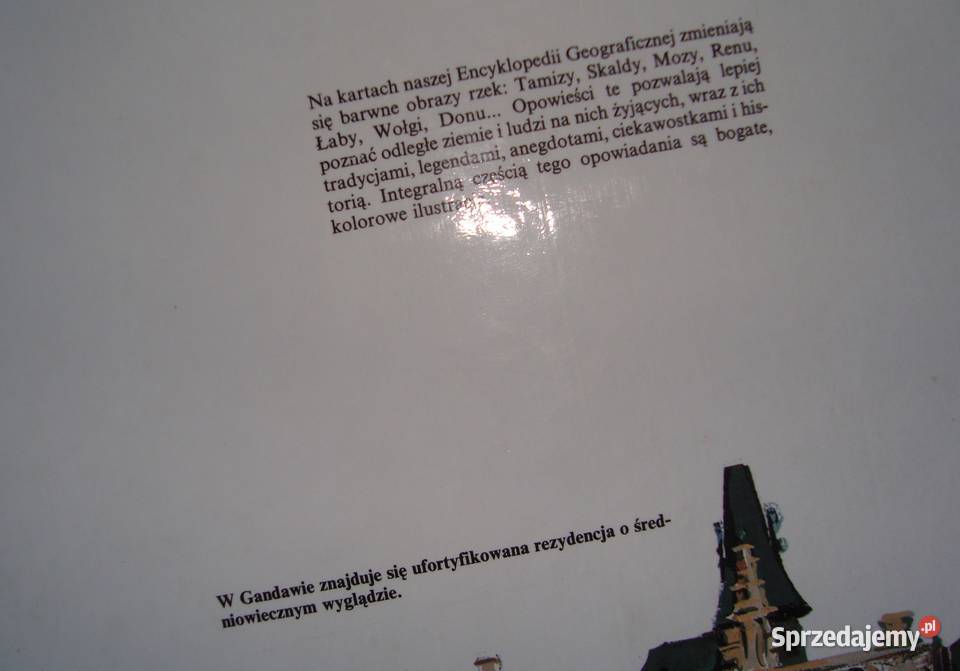 Na kartach naszej Encyklopedii Geograficznej zmieniają
się barwne obrazy rzek: Tamizy, Skaldy, Mozy, Renu,
Łaby, Wołgi, Donu... Opowieści te pozwalają lepiej
poznać odległe ziemie i ludzi na nich żyjących, wraz z ich
tradycjami, legendami, anegdotami, ciekawostkami i his-
torią. Integralną częścią tego opowiadania są bogate,
kolorowe
W Gandawie znajduje się ufortyfikowana rezydencja o śred-
niowiecznym wyglądzie.
Sprzedajemy.pl